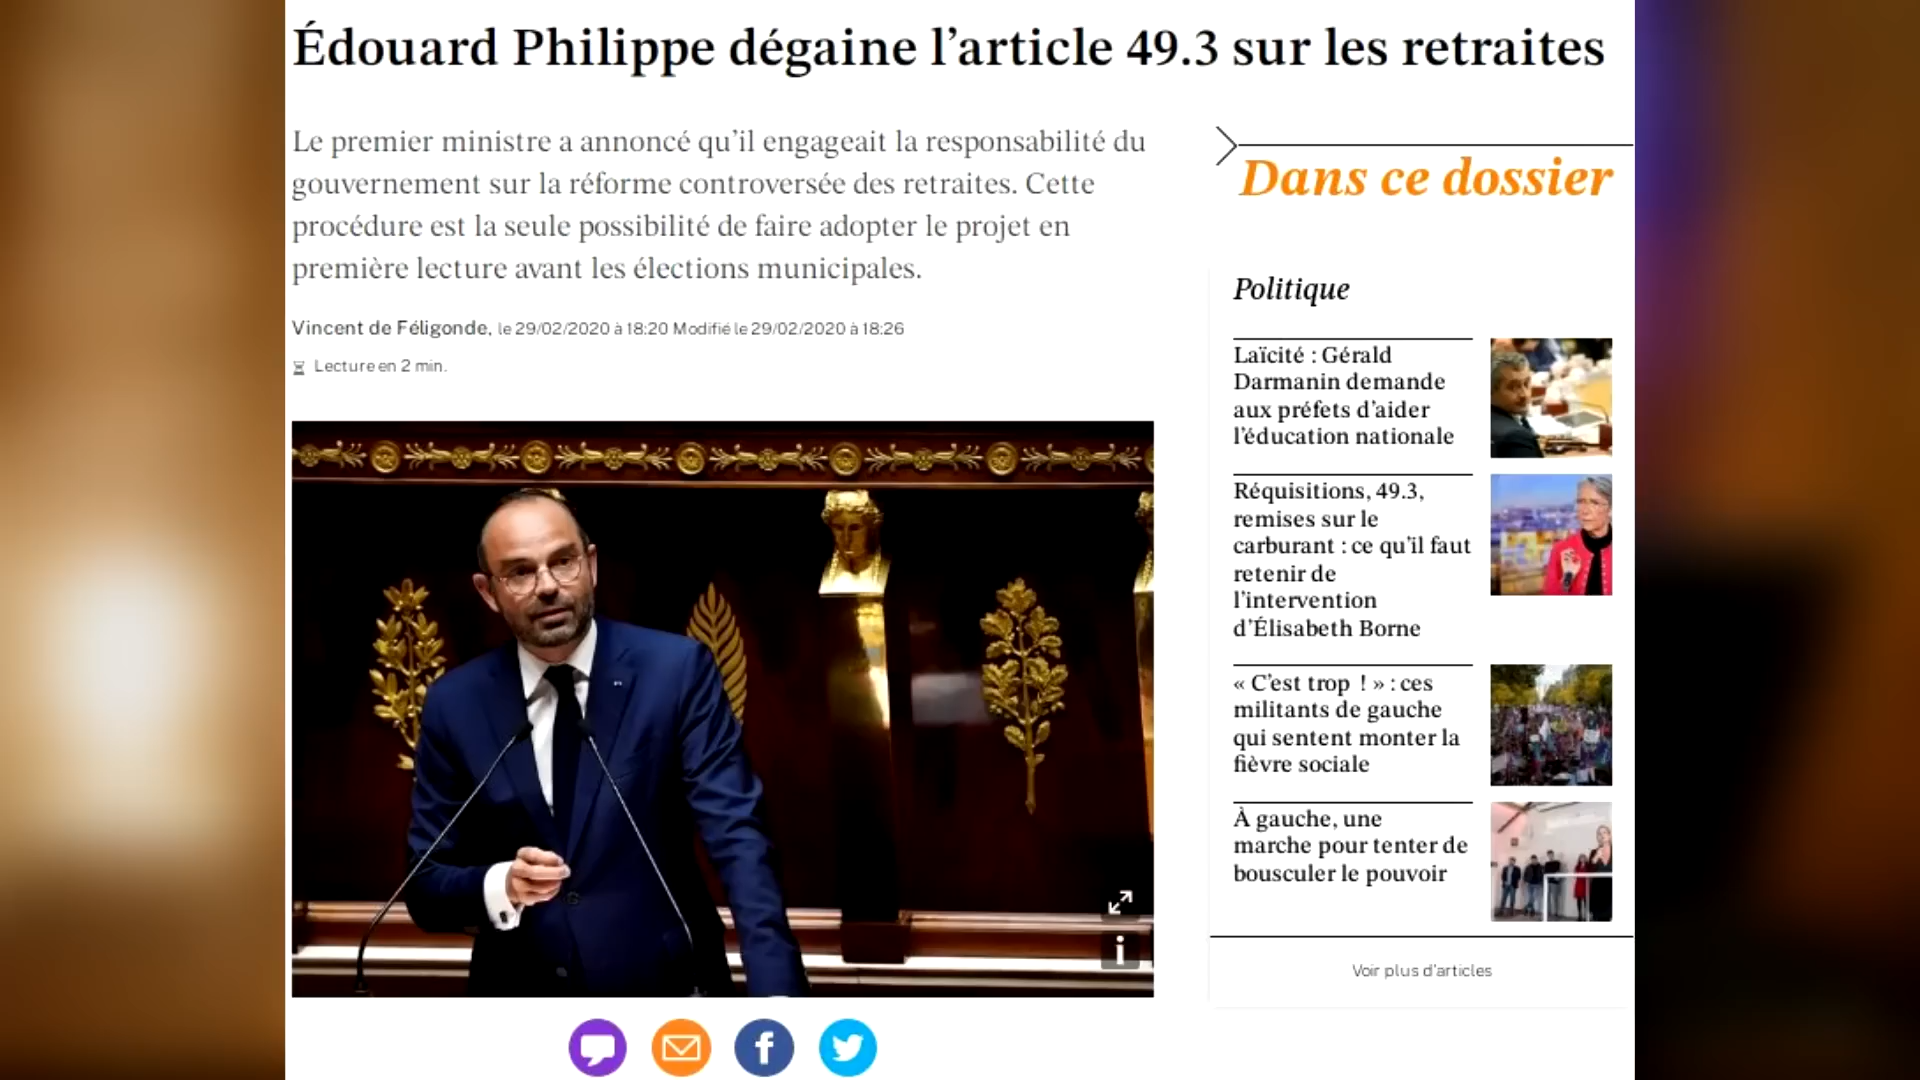 Édouard Philippe dégaine l’article 49.3 sur les retraites
Le premier ministre a annoncé qu’il engageait la responsabilité du
gouvernement sur la réforme controversée des retraites. Cette
procédure est la seule possibilité de faire adopter le projet en
première lecture avant les élections municipales.
Vincent de Féligonde, le 29/02/2020 à 18:20 Modifié le 29/02/2020 à 18:26
Lecture en 2 min.
Dans ce dossier
Politique
Laïcité : Gérald
Darmanin demande
aux préfets d’aider
l’éducation nationale
Réquisitions, 49.3,
remises sur le
carburant : ce qu’il faut
retenir de
l’intervention
d’Élisabeth Borne
« C’est trop ! » : ces
militants de gauche
qui sentent monter la
fièvre sociale
À gauche, une
marche pour tenter de
bousculer le pouvoir
Voir plus d’articles